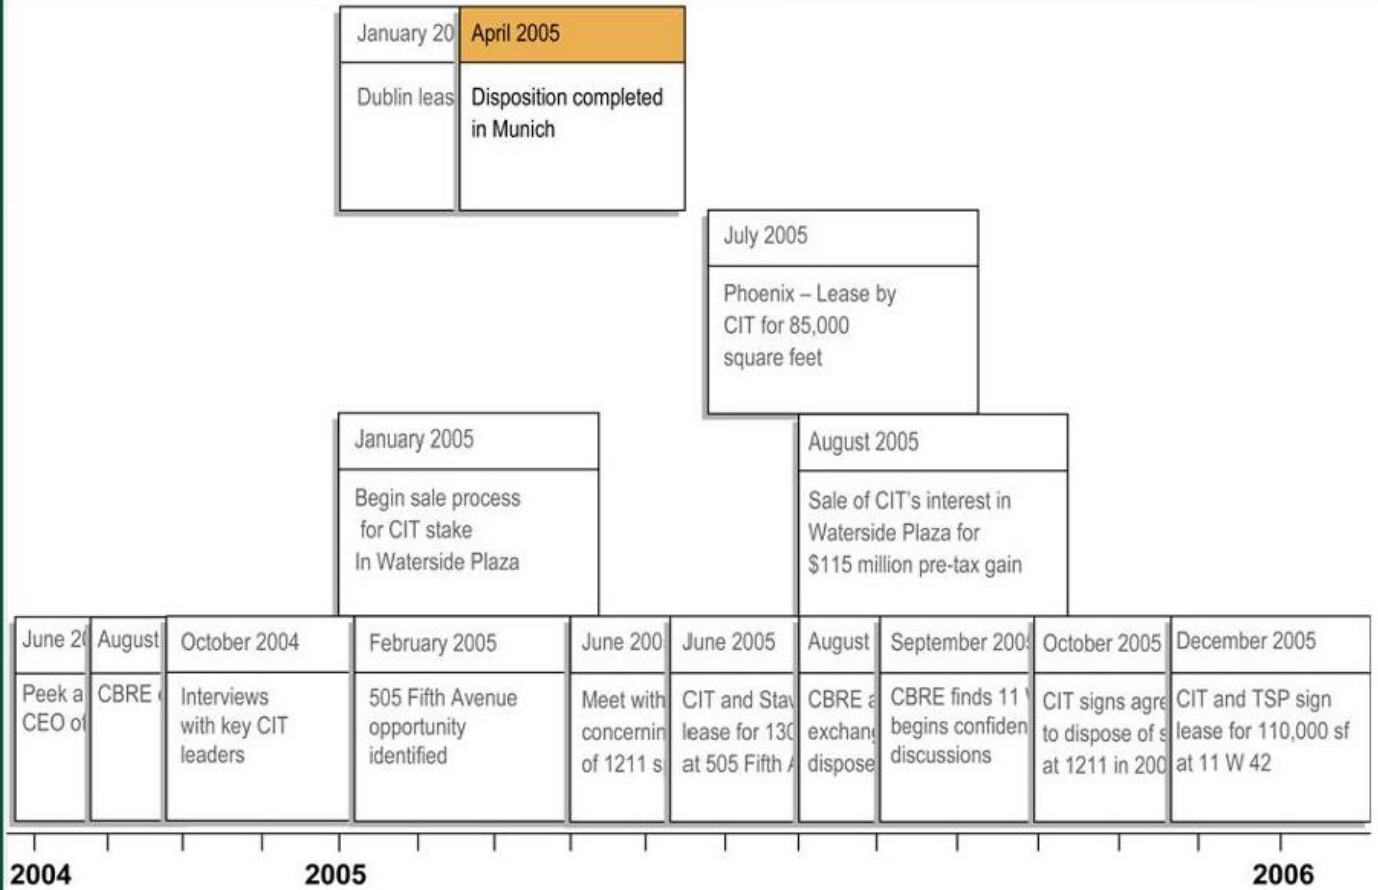 January 20
Dublin leas
April 2005
Disposition completed
in Munich
July 2005
Phoenix – Lease by
CIT for 85,000
square feet
January 2005
Begin sale process
for CIT stake
In Waterside Plaza
August 2005
Sale of CIT's interest in
Waterside Plaza for
$115 million pre-tax gain
June 20
Peek a
CEO of
August
CBRE
October 2004
Interviews
with key CIT
leaders
February 2005
505 Fifth Avenue
opportunity
identified
June 200
Meet with
concernin
of 1211 s
June 2005
CIT and Stav
lease for 130
at 505 Fifth
August
CBRE a
exchang
dispose
September 2005
CBRE finds 11
begins confiden
discussions
October 2005
CIT signs agre
to dispose of s
at 1211 in 200
December 2005
CIT and TSP sign
lease for 110,000 sf
at 11 W 42
2004
2005
2006